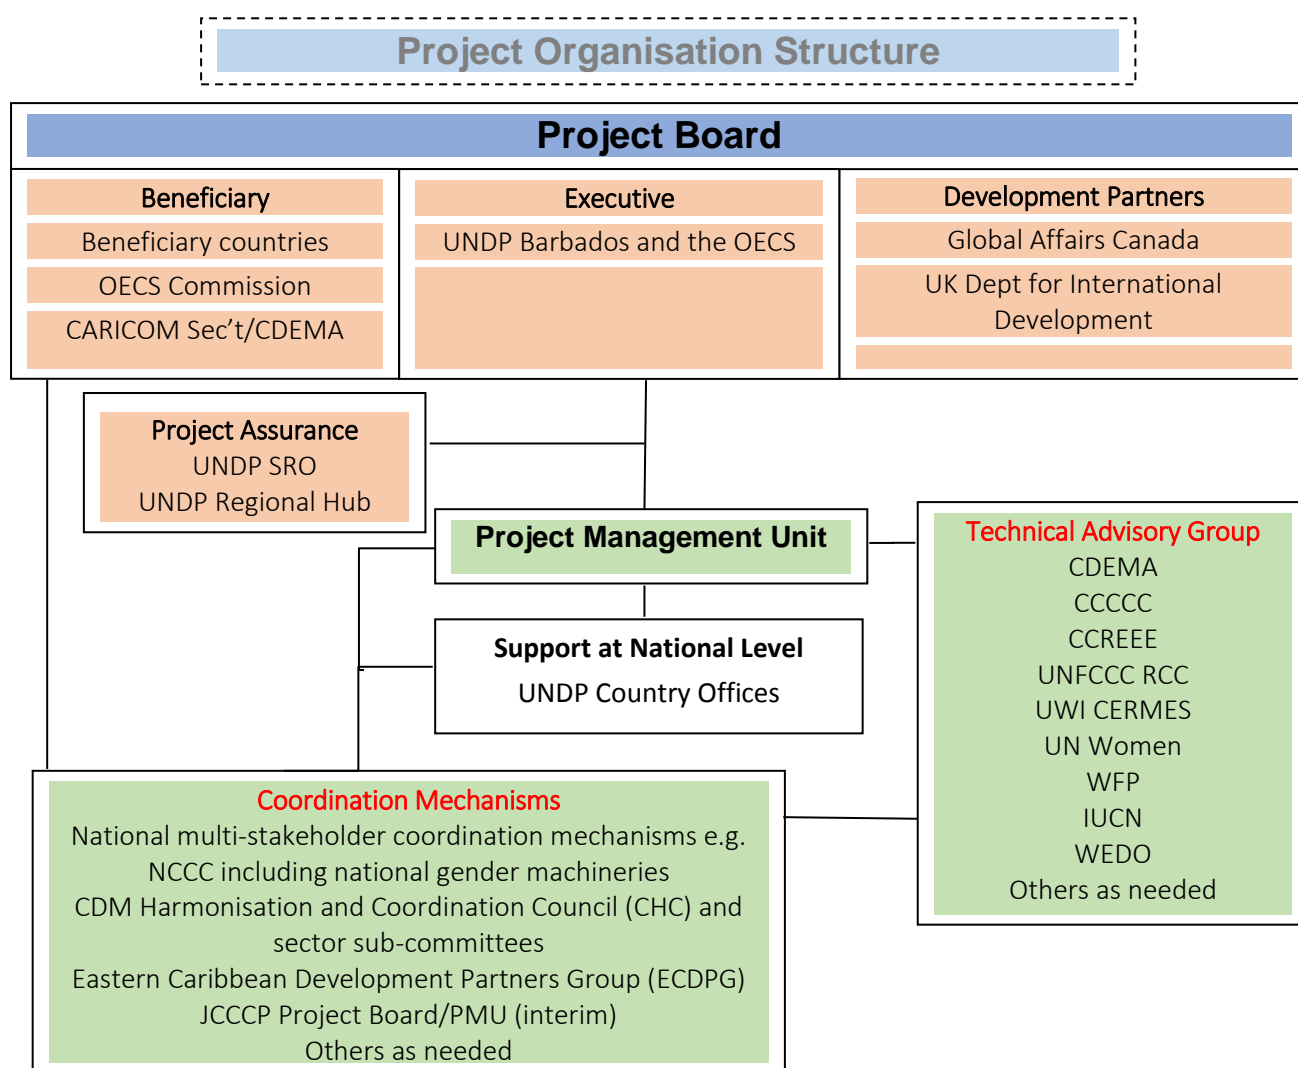 Project Organisation Structure
Project Board
Beneficiary
Beneficiary countries
OECS Commission
CARICOM Sec’t/CDEMA
Executive
UNDP Barbados and the OECS
Development Partners
Global Affairs Canada
UK Dept for International
Development
Project Assurance
UNDP SRO
UNDP Regional Hub
Project Management Unit
Technical Advisory Group
CDEMA
CCCCC
CCREEE
UNFCCC RCC
UWI CERMES
UN Women
WFP
IUCN
WEDO
Others as needed
Support at National Level
UNDP Country Offices
Coordination Mechanisms
National multi-stakeholder coordination mechanisms e.g.
NCCC including national gender machineries
CDM Harmonisation and Coordination Council (CHC) and
sector sub-committees
Eastern Caribbean Development Partners Group (ECDPG)
JCCCP Project Board/PMU (interim)
Others as needed